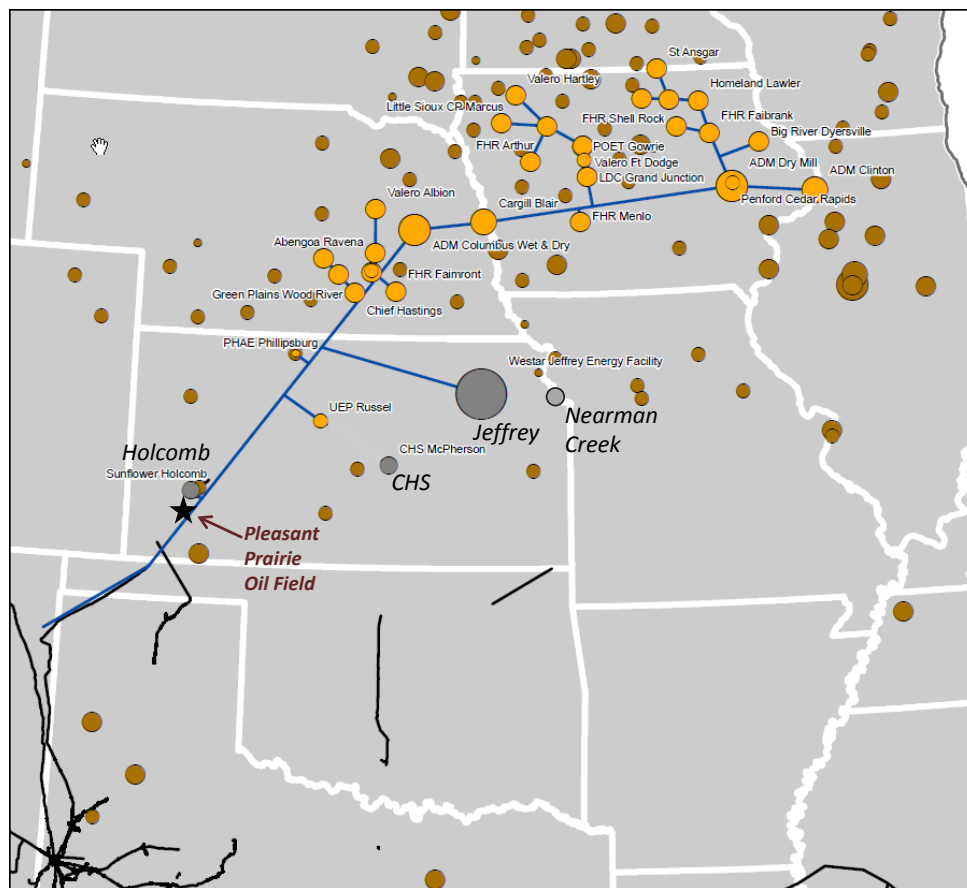 St Ansgar
Valero Hartley
Homeland Lawler
Little Sioux CP Marcus
FHR Shell Rock
FHR Faibrank
Big River Dyersville
FHR Arthur
POET Gowrie
Valero Ft Dodge
ADM Dry Mill
ADM Clinton
LDC Grand Junction
Valero Albion
Cargill Blair
Penford Cedar Rapids
FHR Menlo
Abengoa Ravena
ADM Columbus Wet & Dry
FHR Faimront
Green Plains Wood River
Chief Hastings
PHAE Phillipsburg
Westar Jeffrey Energy Facility
UEP Russel
Jeffrey
Nearman
Creek
Holcomb
CHS McPherson
Sunflower Holcomb
CHS
Pleasant
Prairie
Oil Field